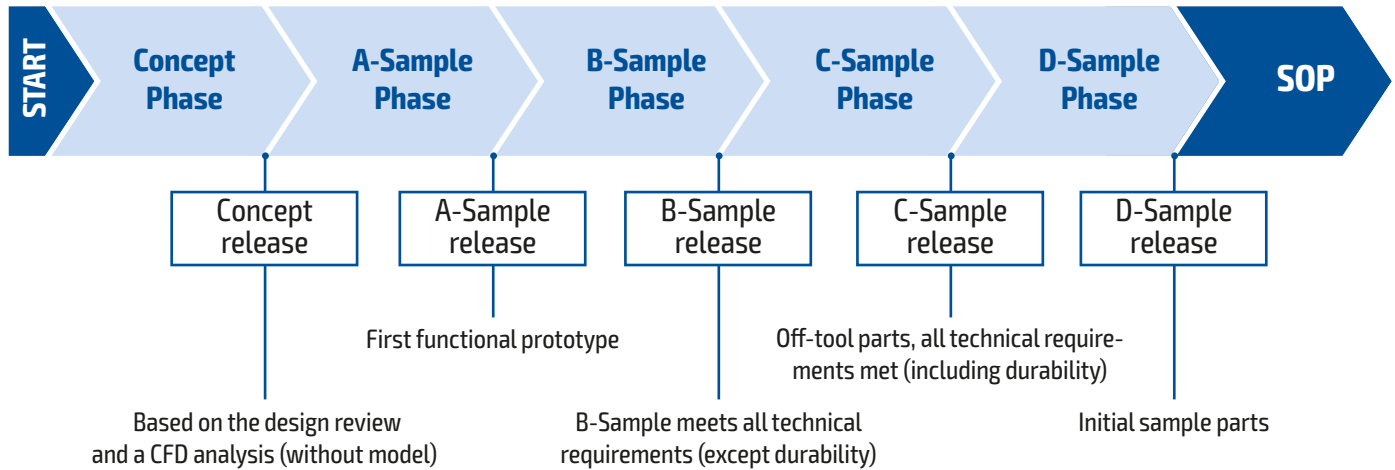 START
Concept
Phase
A-Sample
Phase
B-Sample
Phase
C-Sample
Phase
D-Sample
Phase
SOP
Concept
release
A-Sample
release
B-Sample
release
C-Sample
release
D-Sample
release
First functional prototype
Off-tool parts, all technical require-
ments met (including durability)
Based on the design review
and a CFD analysis (without model)
B-Sample meets all technical
requirements (except durability)
Initial sample parts